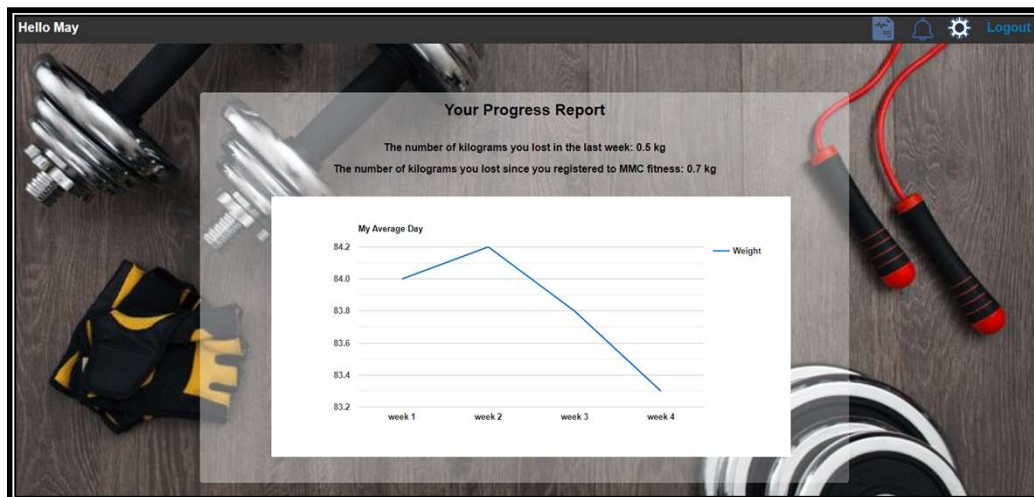 Hello May
Logout
Your Progress Report
The number of kilograms you lost in the last week: 0.5 kg
The number of kilograms you lost since you registered to MMC fitness: 0.7 kg
My Average Day
84.2
Weight
84.0
83.8
83.6
83.4
83.2
week 1
week 2
week 3
week 4